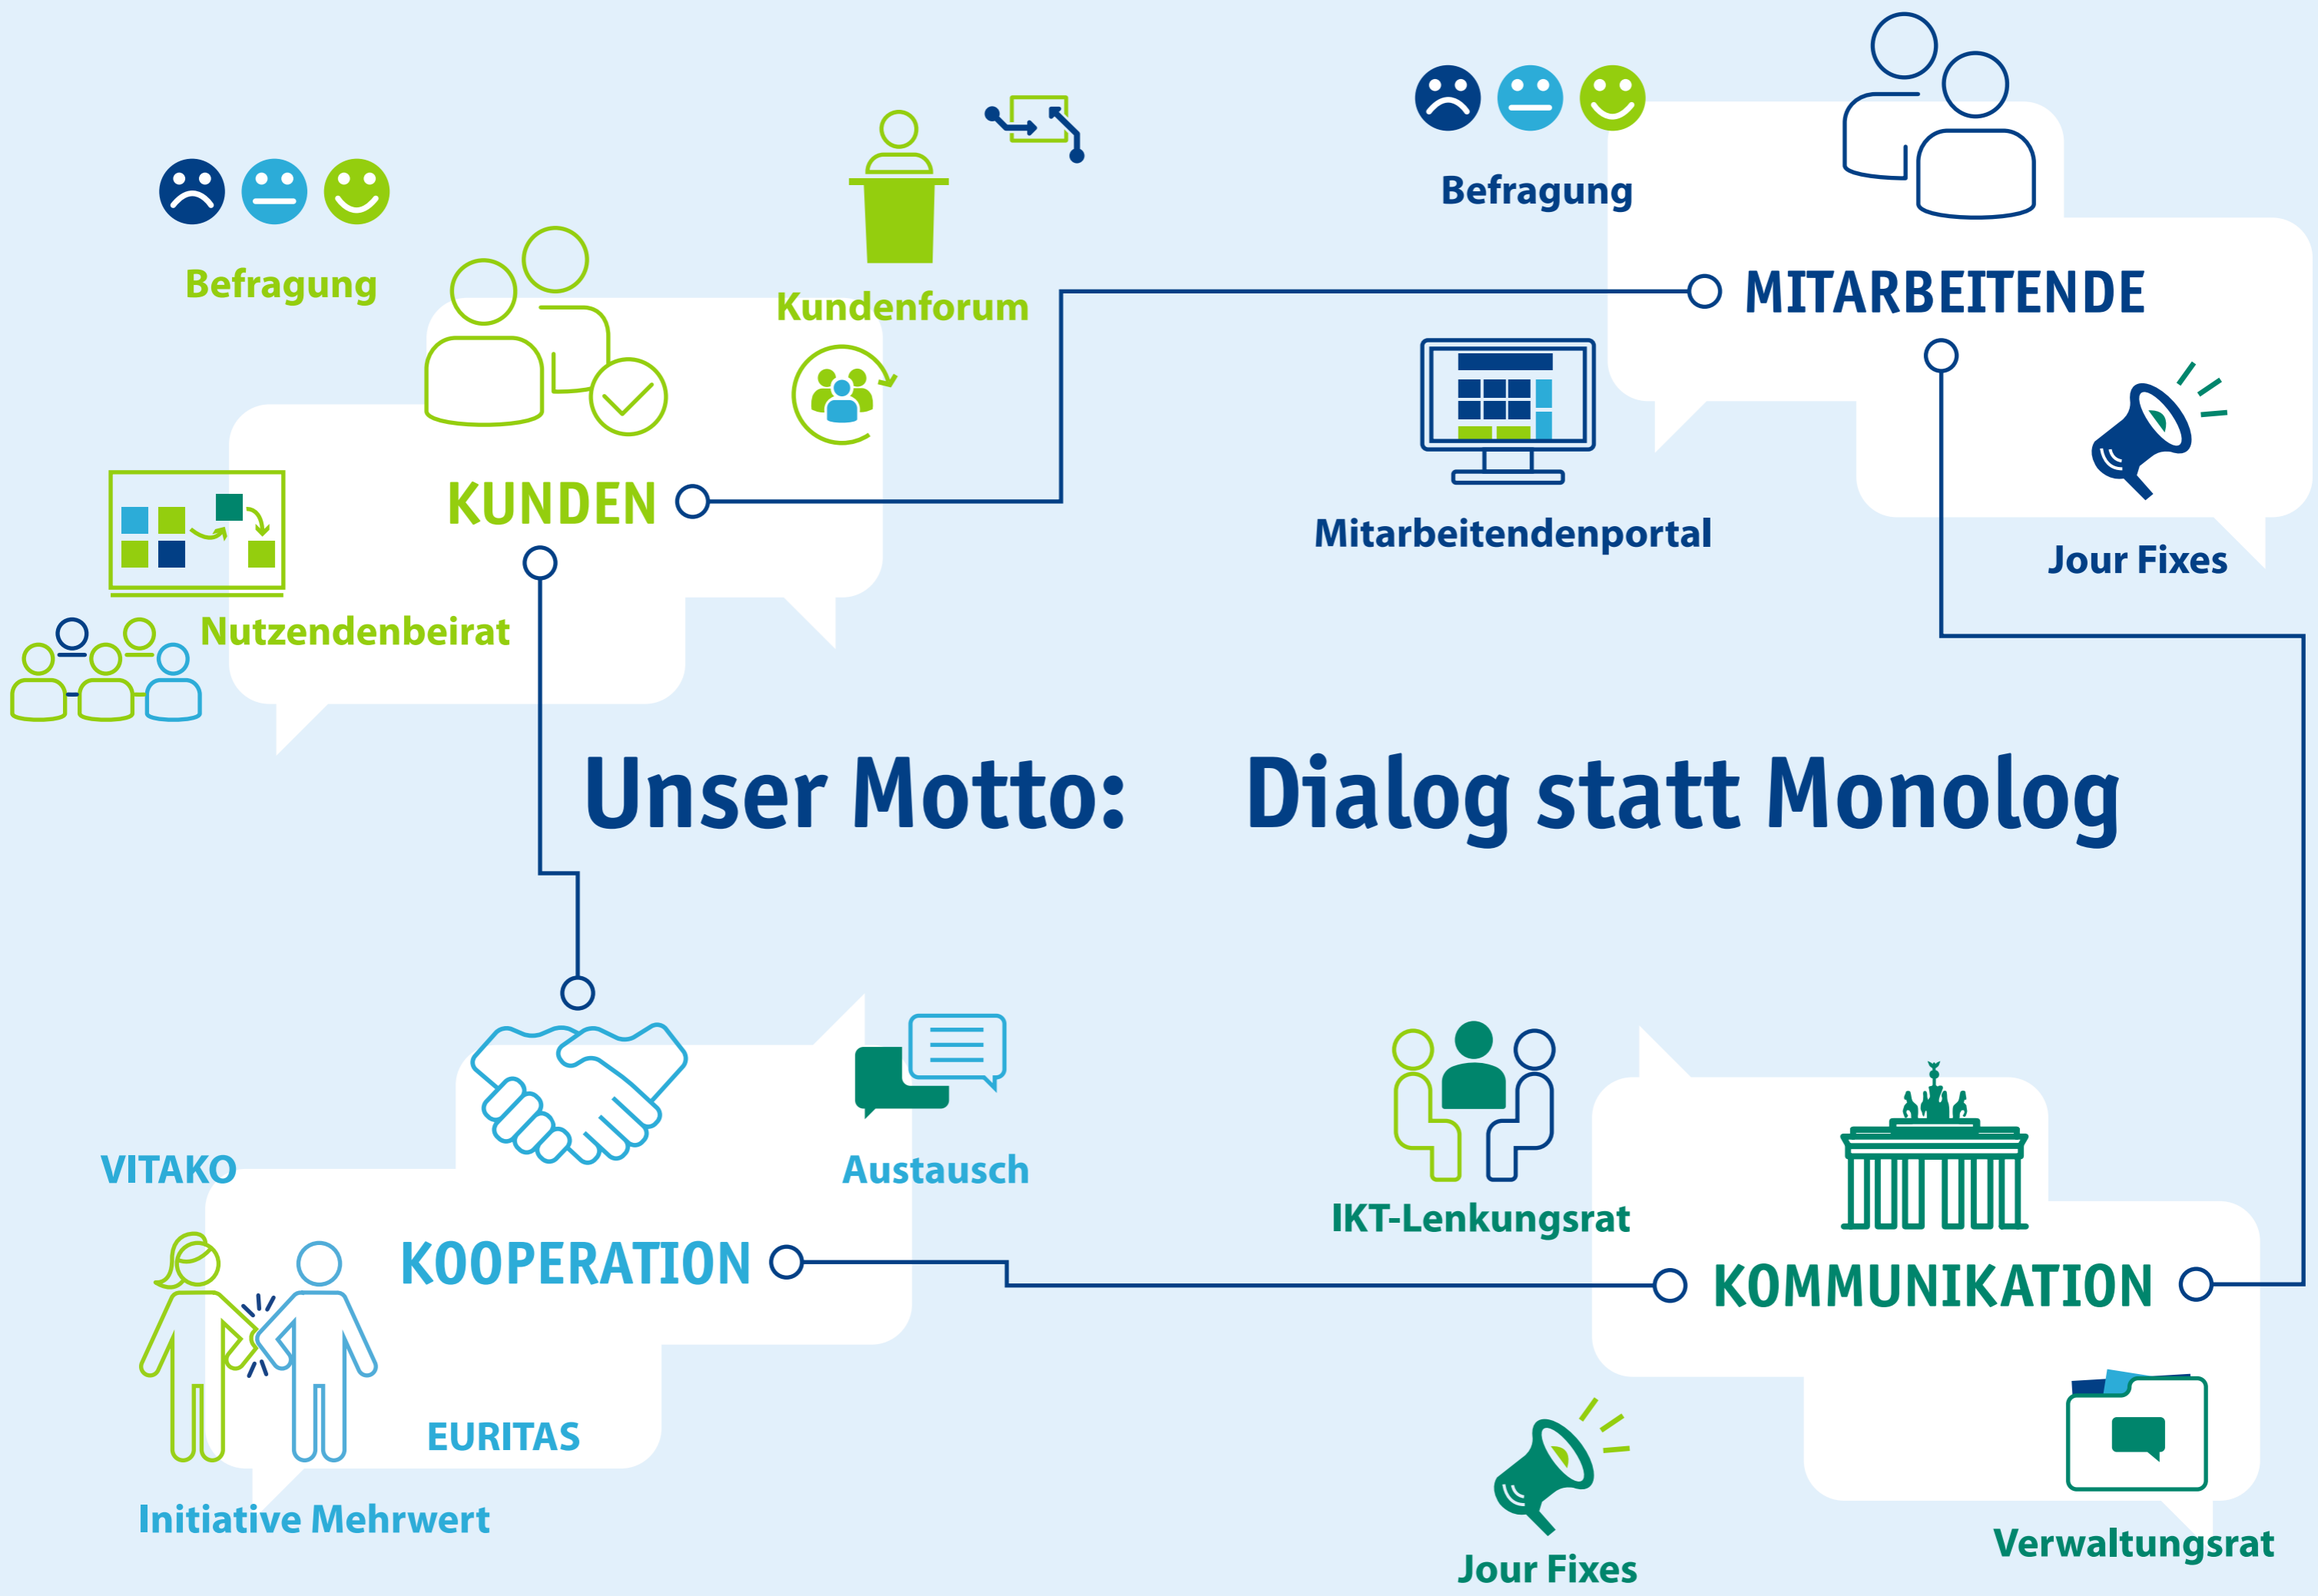 Befragung
Kundenforum
KUNDEN
Nutzendenbeirat
Befragung
MITARBEITENDE
Mitarbeitendenportal
Jour Fixes
Unser Motto: Dialog statt Monolog
VITAKO
Austausch
KOOPERATION
EURITAS
Initiative Mehrwert
IKT-Lenkungsrat
KOMMUNIKATION
Jour Fixes
Verwaltungsrat